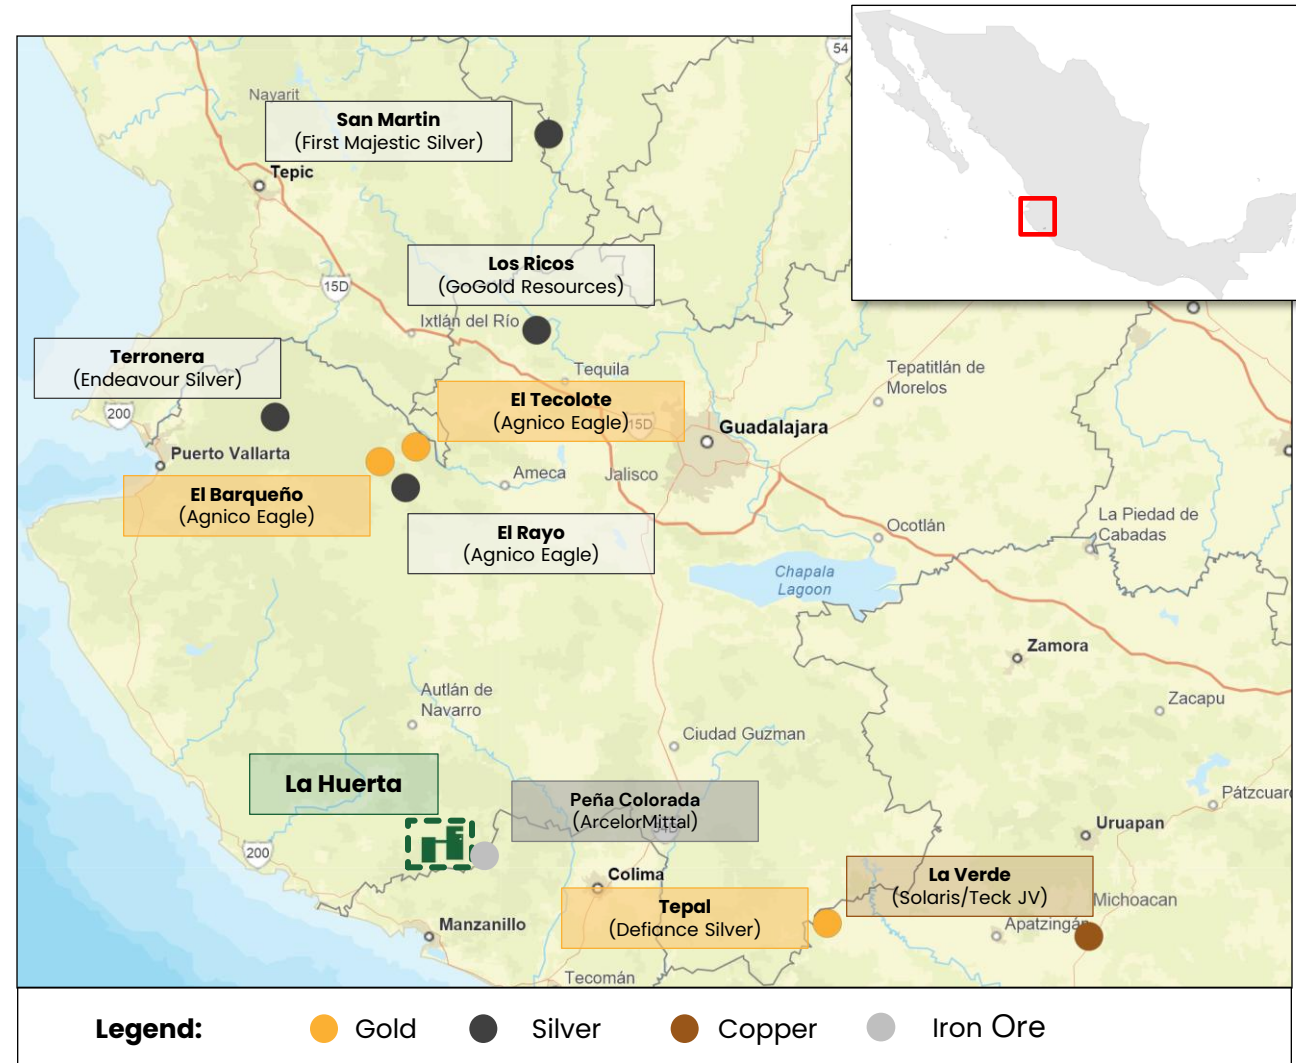 54
Nayarit
San Martin
(First Majestic Silver)
Tepic
Los Ricos
(GoGold Resources)
15D
Ixtlán del Río
Terronera
(Endeavour Silver)
Tequila
Tepatitlán de
Morelos
El Tecolote
(Agnico Eagle)
15D
200
Guadalajara
Puerto Vallarta
Ameca
Jalisco
El Barqueño
(Agnico Eagle)
El Rayo
(Agnico Eagle)
Ocotlán
La Piedad de
Cabadas
Chapala
Lagoon
Zamora
Autlán de
Navarro
Zacapu
Ciudad Guzman
La Huerta
Peña Colorada
(ArcelorMittal)
54D
Pátzcuar
Uruapan
200
Colima
La Verde
(Solaris/Teck JV)
Michoacan
Tepal
(Defiance Silver)
Manzanillo
Apatzingán
Tecomán
Legend:
Gold
Silver
Copper
Iron Ore